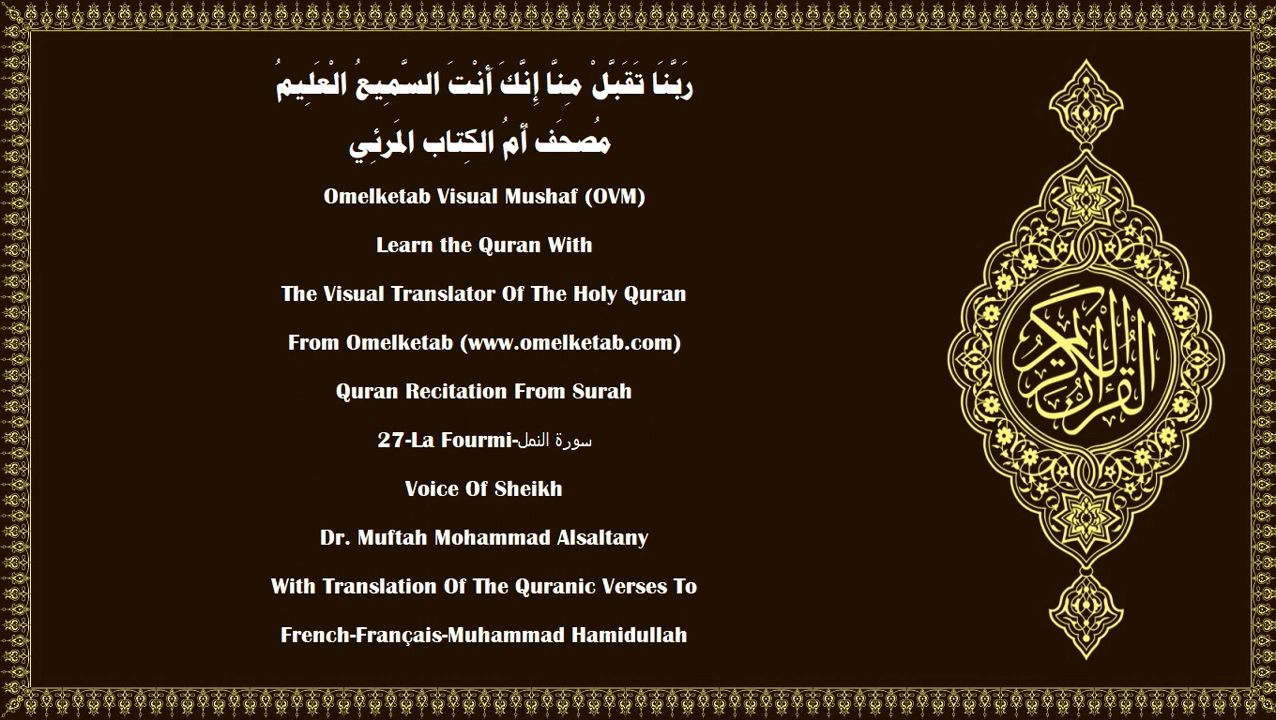 رَبَّنَا تَقَبَّلْ مِنَّا إِنَّكَ أَنْتَ السَّمِيعُ الْعَلِيمُ
مُصحَف أمُ الكِتاب المَرئِي
Omelketab Visual Mushaf (OVM)
Learn the Quran With
The Visual Translator Of The Holy Quran
From Omelketab (www.omelketab.com)
Quran Recitation From Surah
27-La Fourmi-سورة النمل
Voice Of Sheikh
Dr. Muftah Mohammad Alsaltany
With Translation Of The Quranic Verses To
French-Français-Muhammad Hamidullah
القرآن الكريم